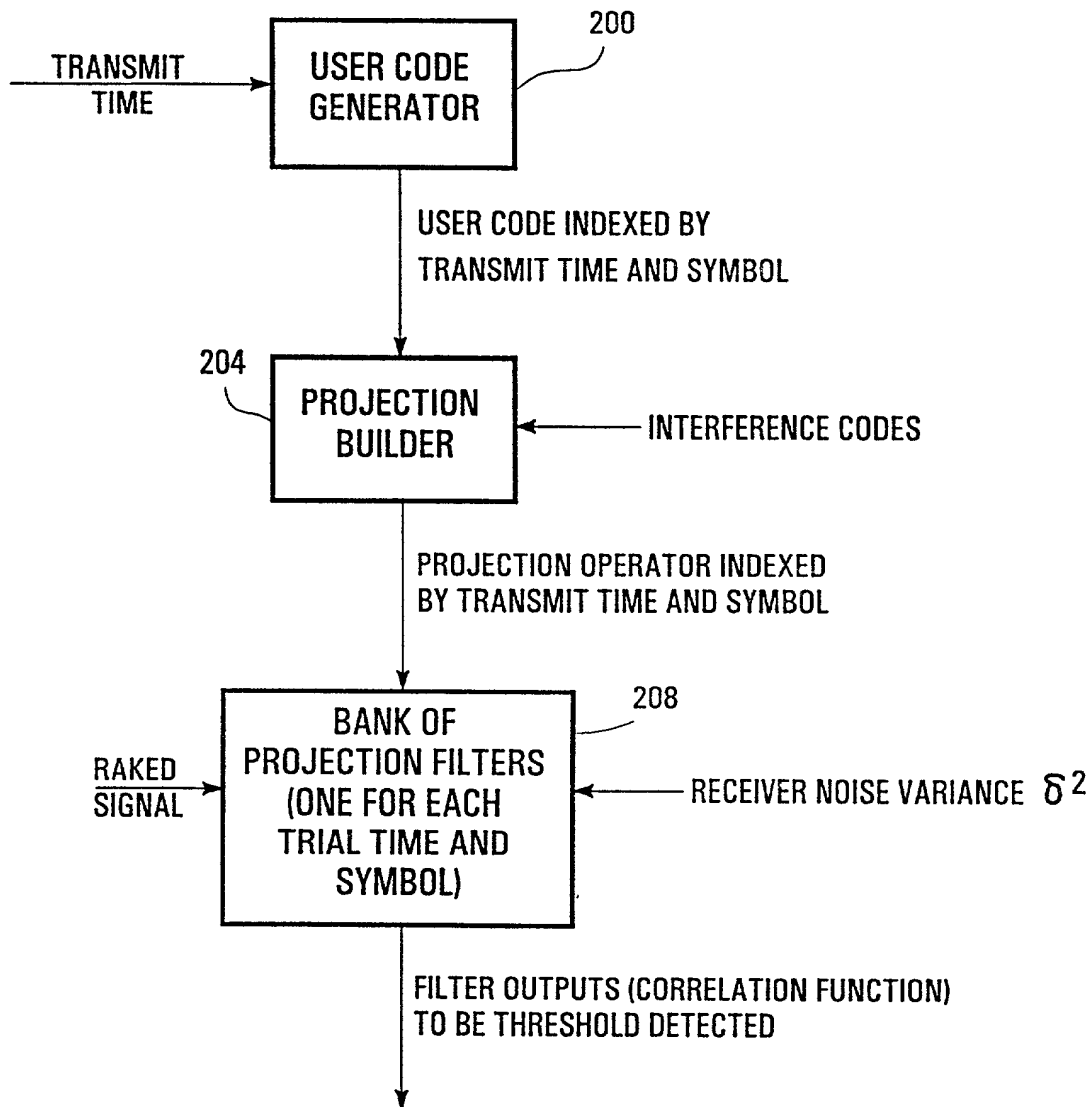 200
TRANSMIT
TIME
USER CODE
GENERATOR
USER CODE INDEXED BY
TRANSMIT TIME AND SYMBOL
204
PROJECTION
BUILDER
INTERFERENCE CODES
PROJECTION OPERATOR INDEXED
BY TRANSMIT TIME AND SYMBOL
208
BANK OF
PROJECTION FILTERS
(ONE FOR EACH
TRIAL TIME AND
SYMBOL)
RAKED
SIGNAL
RECEIVER NOISE VARIANCE δ²
FILTER OUTPUTS (CORRELATION FUNCTION)
TO BE THRESHOLD DETECTED